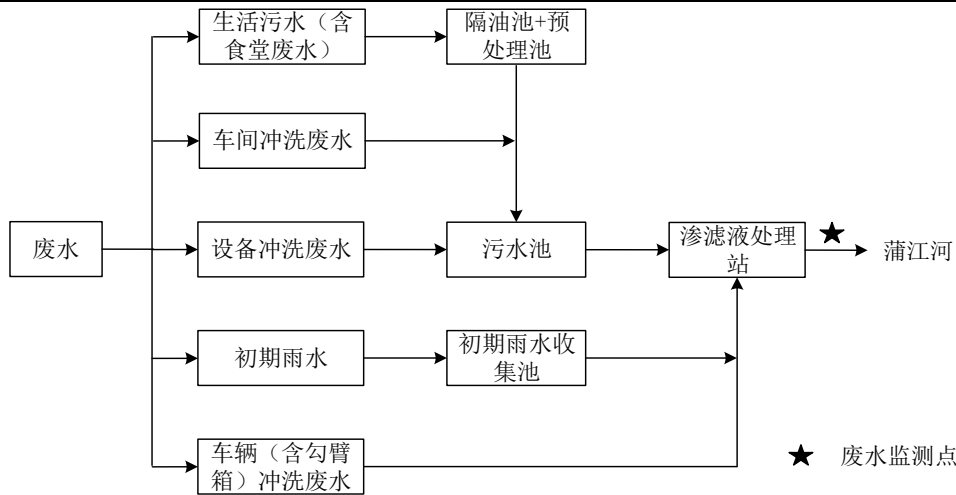 生活污水（含
食堂废水）
隔油池+预
处理池
车间冲洗废水
废水
设备冲洗废水
污水池
渗滤液处理
站
蒲江河
初期雨水
初期雨水收
集池
车辆（含勾臂
箱）冲洗废水
废水监测点